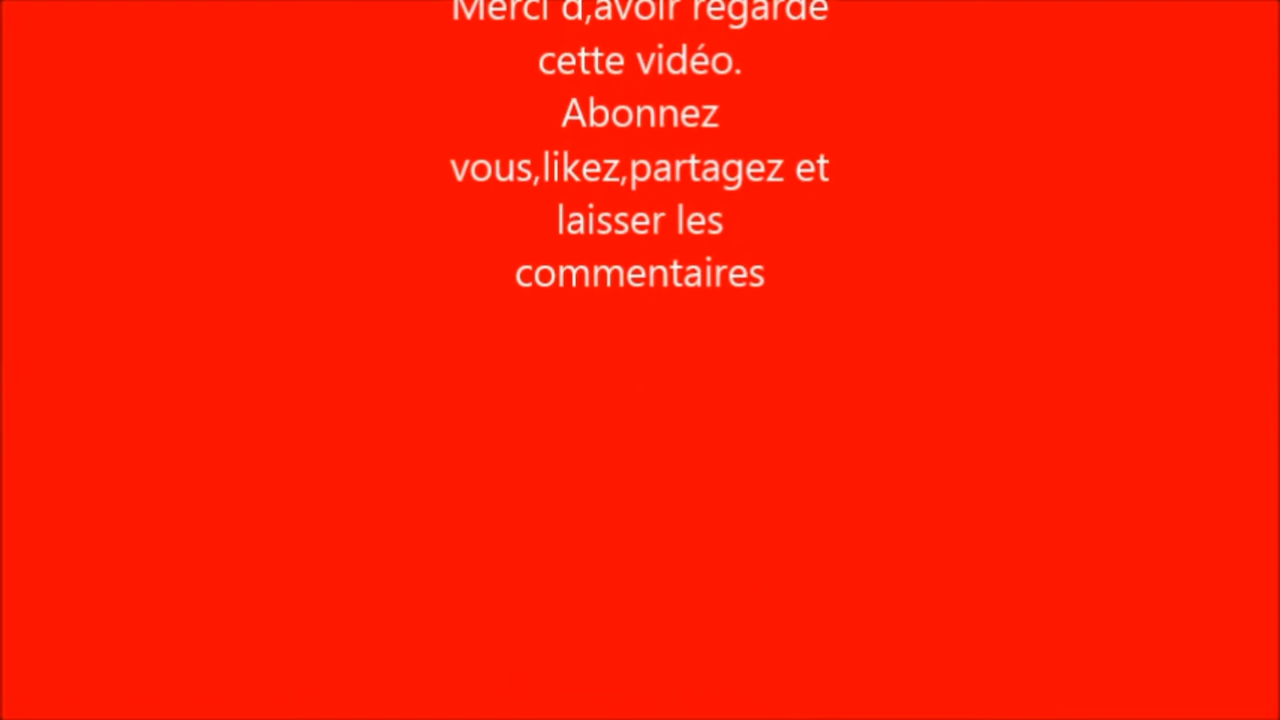 Merci d,avoir regarde
cette vidéo.
Abonnez
vous,likez,partagez et
laisser les
commentaires